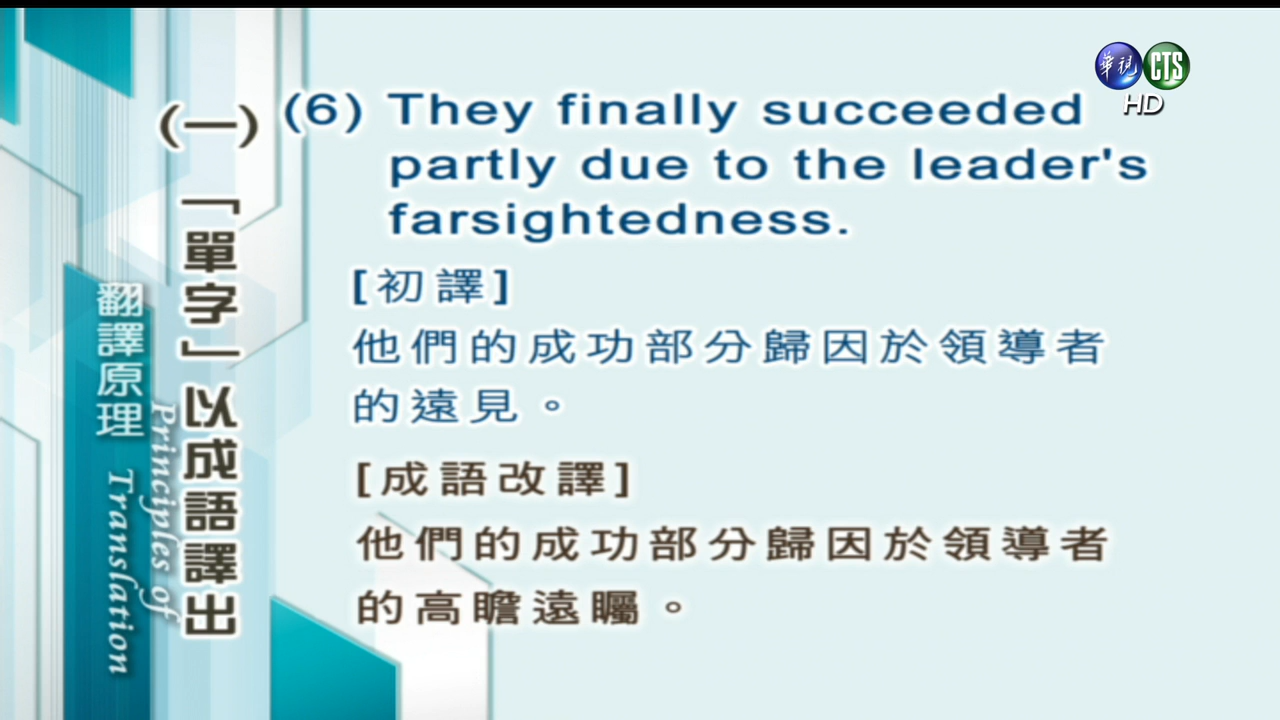 華視 CTS
HD
(一)「單字」以成語譯出
翻譯原理
Principles of
Translation
(6) They finally succeeded
partly due to the leader's
farsightedness.
[初譯]
他們的成功部分歸因於領導者
的遠見。
[成語改譯]
他們的成功部分歸因於領導者
的高瞻遠矚。